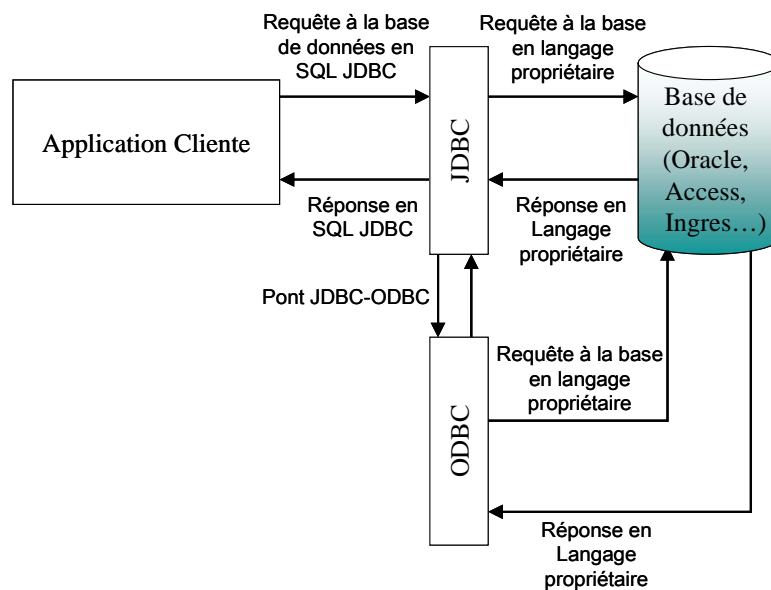 Requête à la base
de données en
SQL JDBC
Requête à la base
en langage
propriétaire
Application Cliente
JDBC
Base de
données
(Oracle,
Access,
Ingres…)
Réponse en
SQL JDBC
Réponse en
Langage
propriétaire
Pont JDBC-ODBC
ODBC
Requête à la base
en langage
propriétaire
Réponse en
Langage
propriétaire